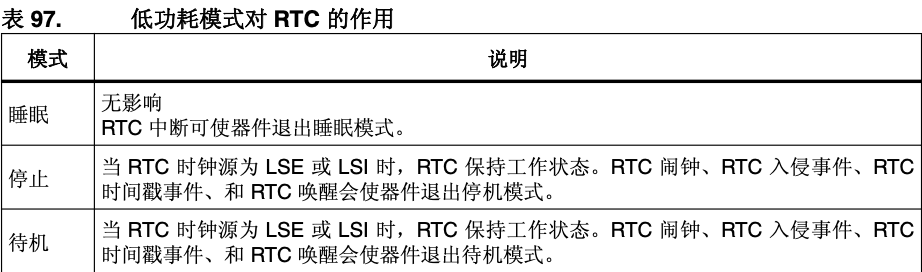 表 97. 低功耗模式对 RTC 的作用
模式 说明
睡眠
无影响
RTC 中断可使器件退出睡眠模式。
停止
当 RTC 时钟源为 LSE 或 LSI 时，RTC 保持工作状态。RTC 闹钟、RTC 入侵事件、RTC
时间戳事件、和 RTC 唤醒会使器件退出停机模式。
待机
当 RTC 时钟源为 LSE 或 LSI 时，RTC 保持工作状态。RTC 闹钟、RTC 入侵事件、RTC
时间戳事件、和 RTC 唤醒会使器件退出待机模式。